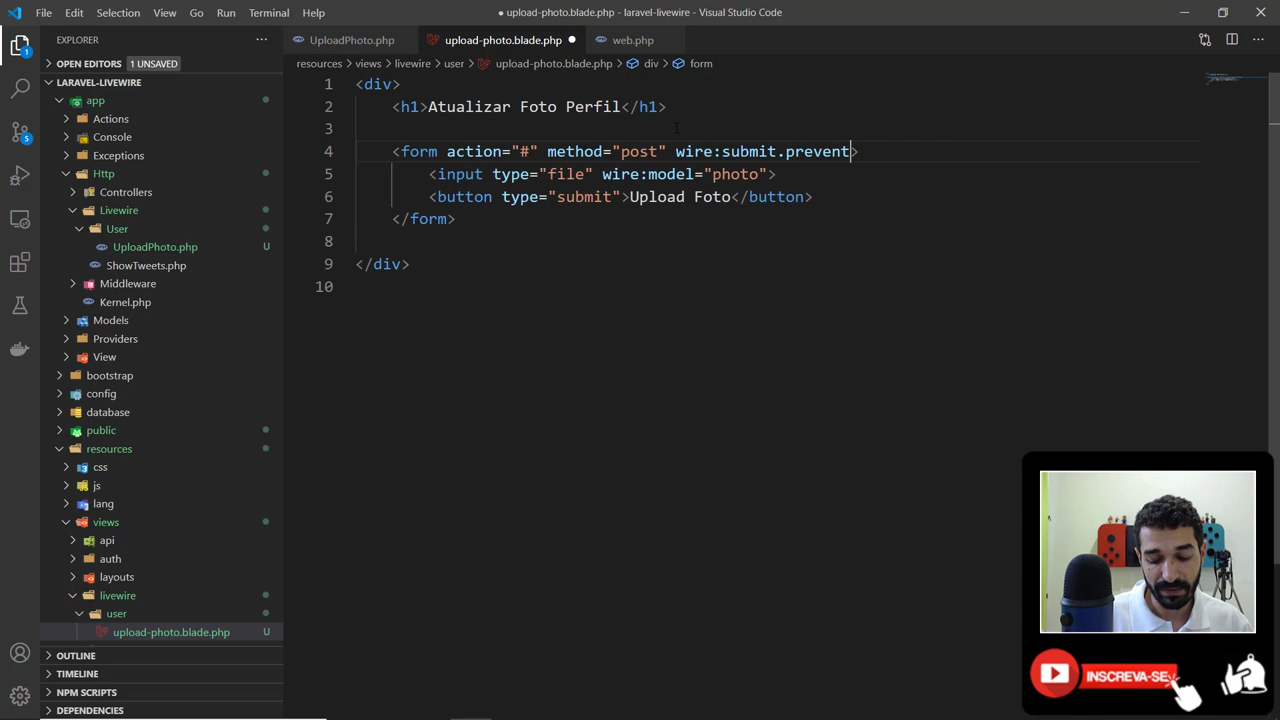 File Edit Selection View Go Run Terminal Help
● upload-photo.blade.php - laravel-livewire - Visual Studio Code
EXPLORER
UploadPhoto.php
upload-photo.blade.php
web.php
OPEN EDITORS 1 UNSAVED
resources > views > livewire > user > upload-photo.blade.php > div > form
LARAVEL-LIVEWIRE
app
Actions
Console
Exceptions
Http
Controllers
Livewire
User
UploadPhoto.php U
ShowTweets.php
Middleware
Kernel.php
Models
Providers
View
bootstrap
config
database
public
resources
css
js
lang
views
api
auth
layouts
livewire
user
upload-photo.blade.php U
OUTLINE
TIMELINE
NPM SCRIPTS
DEPENDENCIES
1
5
1 <div>
2 <h1>Atualizar Foto Perfil</h1>
3
4 <form action="#" method="post" wire:submit.prevent>
5 <input type="file" wire:model="photo">
6 <button type="submit">Upload Foto</button>
7 </form>
8
9 </div>
10
INSCREVA-SE